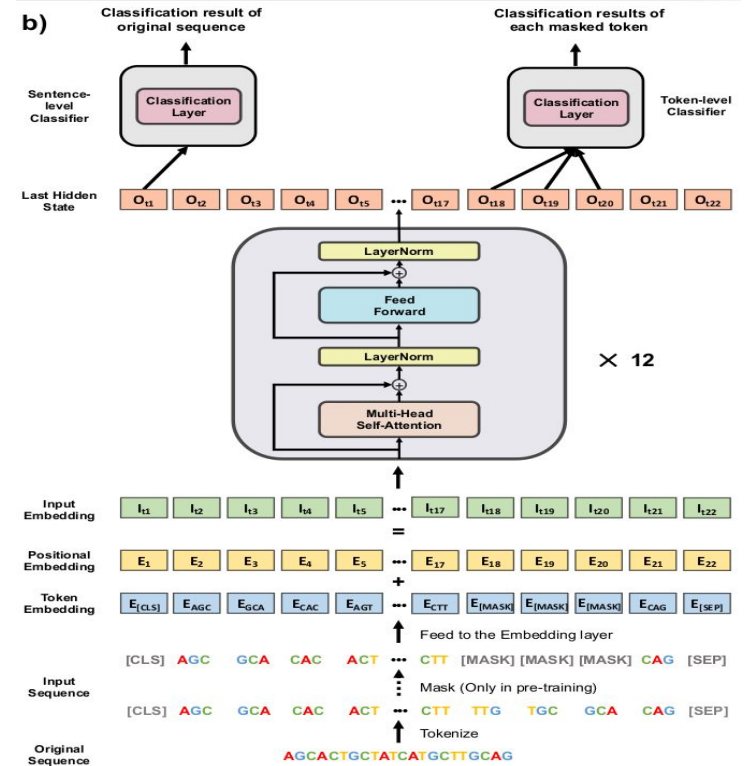 b)
Classification result of
original sequence
Classification results of
each masked token
Sentence-
level
Classifier
Classification
Layer
Classification
Layer
Token-level
Classifier
Last Hidden
State
Ot1 Ot2 Ot3 Ot4 Ot5 ... Ot17 Ot18 Ot19 Ot20 Ot21 Ot22
LayerNorm
+
Feed
Forward
LayerNorm
+
Multi-Head
Self-Attention
× 12
Input
Embedding
It1 It2 It3 It4 It5 ... It17 It18 It19 It20 It21 It22
=
Positional
Embedding
E1 E2 E3 E4 E5 ... E17 E18 E19 E20 E21 E22
+
Token
Embedding
E[CLS] EAGC EGCA ECAC EAGT ... ECTT E[MASK] E[MASK] E[MASK] ECAG E[SEP]
Feed to the Embedding layer
[CLS] AGC GCA CAC ACT ... CTT [MASK] [MASK] [MASK] CAG [SEP]
Input
Sequence
Mask (Only in pre-training)
[CLS] AGC GCA CAC ACT ... CTT TTG TGC GCA CAG [SEP]
Tokenize
Original
Sequence
AGCACTGCTATCATGCTTGCAG